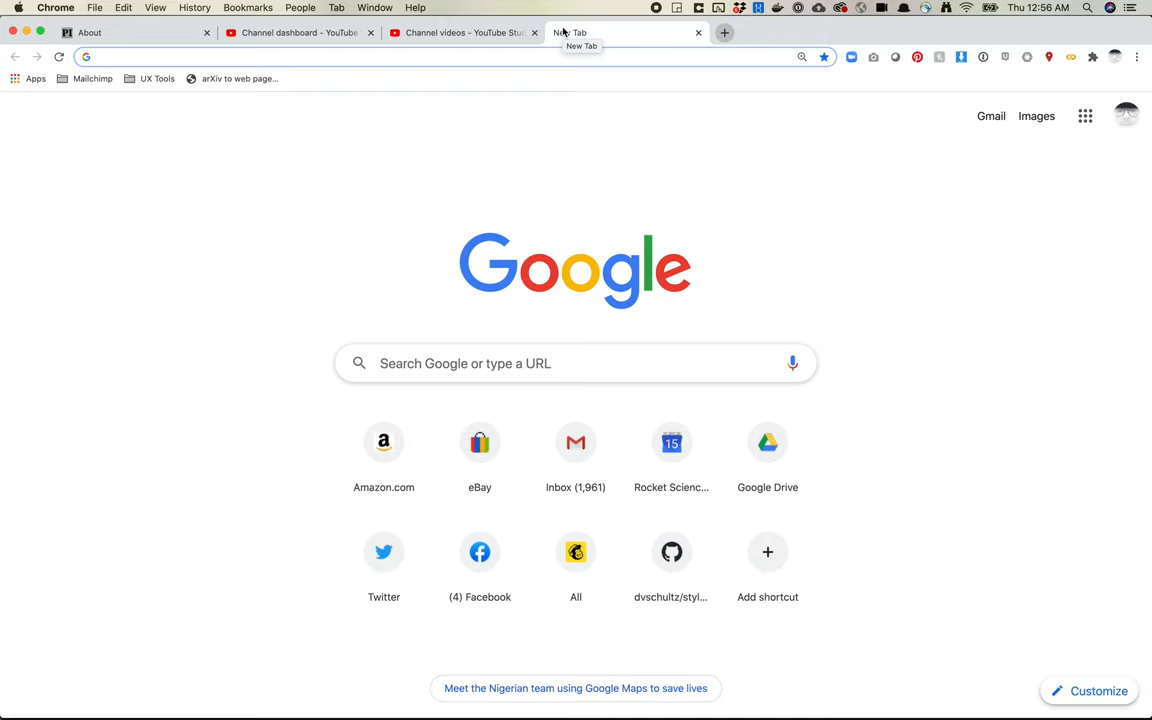 Chrome File Edit View History Bookmarks People Tab Window Help Thu 12:56 AM
About Channel dashboard - YouTube Channel videos - YouTube Stu New Tab
New Tab
Apps Mailchimp UX Tools arXiv to web page...
Gmail Images
Google
Search Google or type a URL
15
Amazon.com eBay Inbox (1,961) Rocket Scienc... Google Drive
Twitter (4) Facebook All dvschultz/styl... Add shortcut
Meet the Nigerian team using Google Maps to save lives
Customize